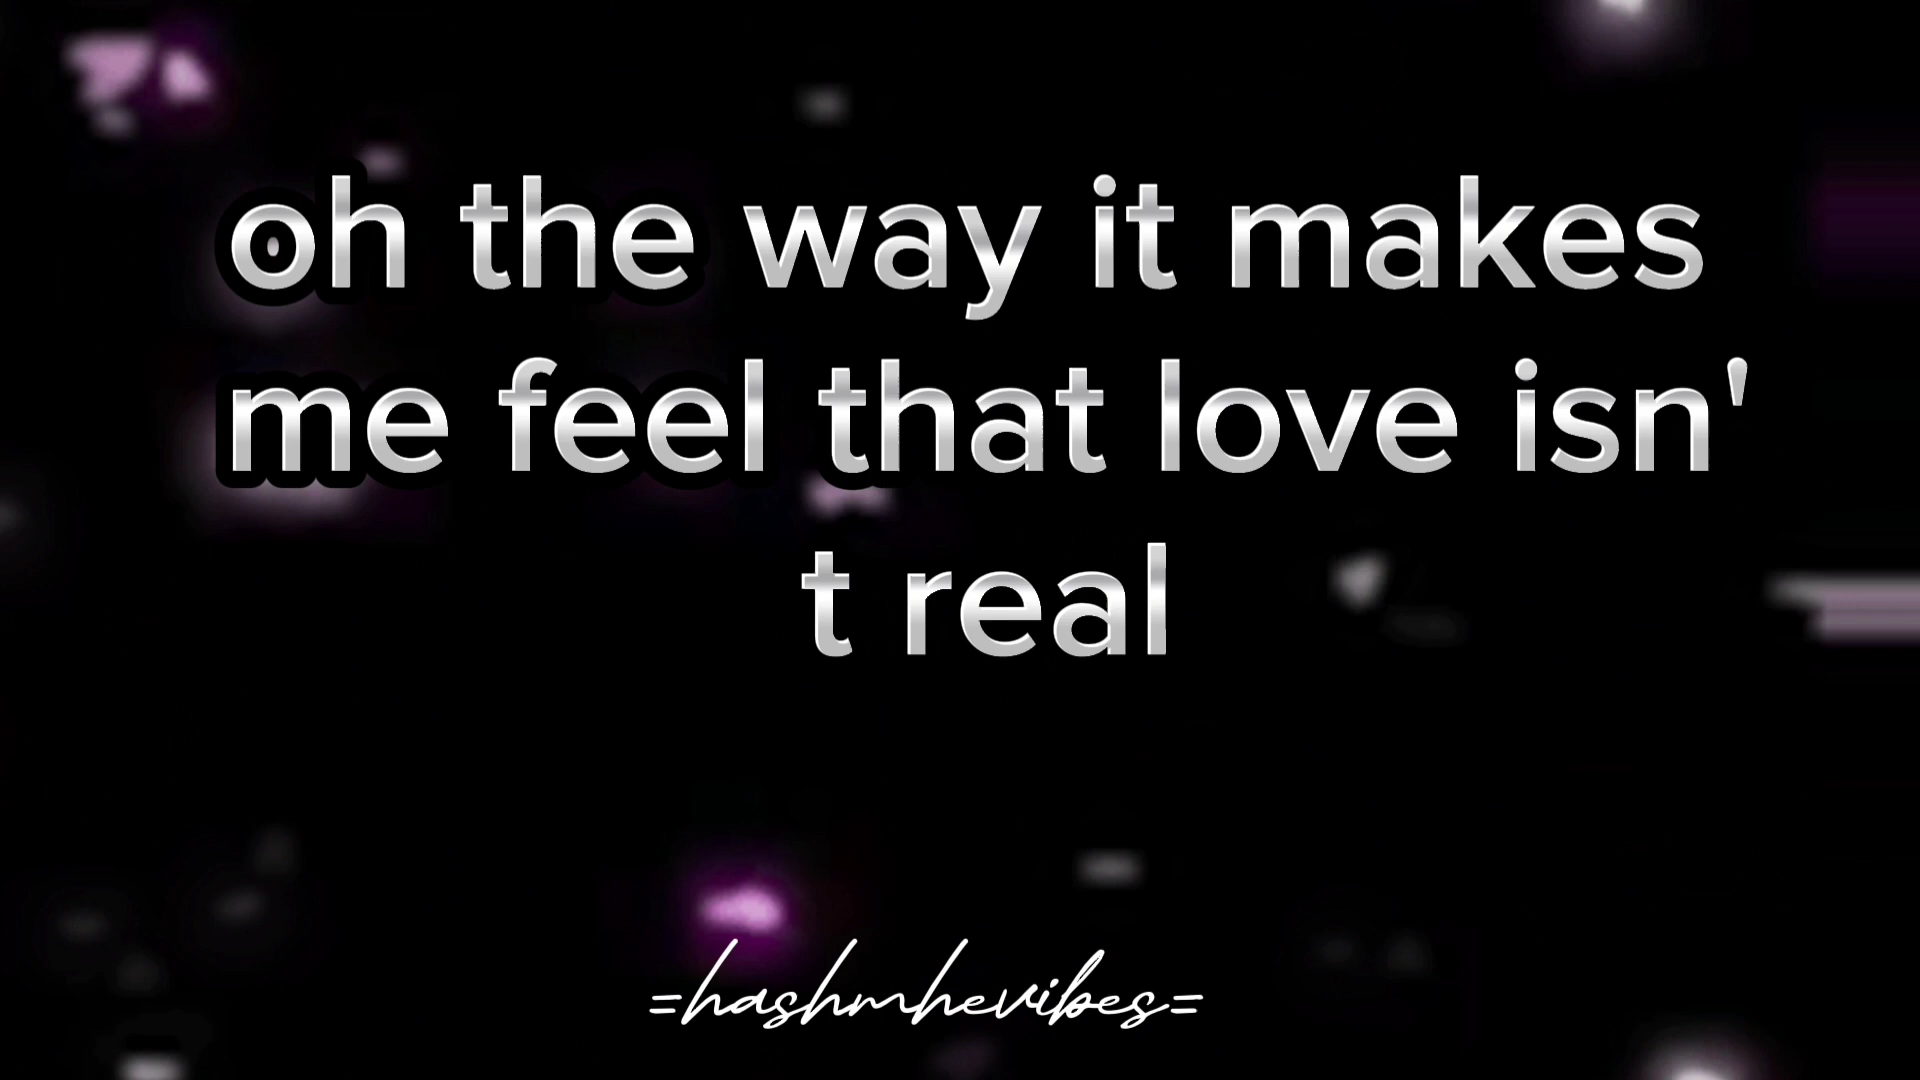 oh the way it makes
me feel that love isn'
t real
=hashmhevibes=